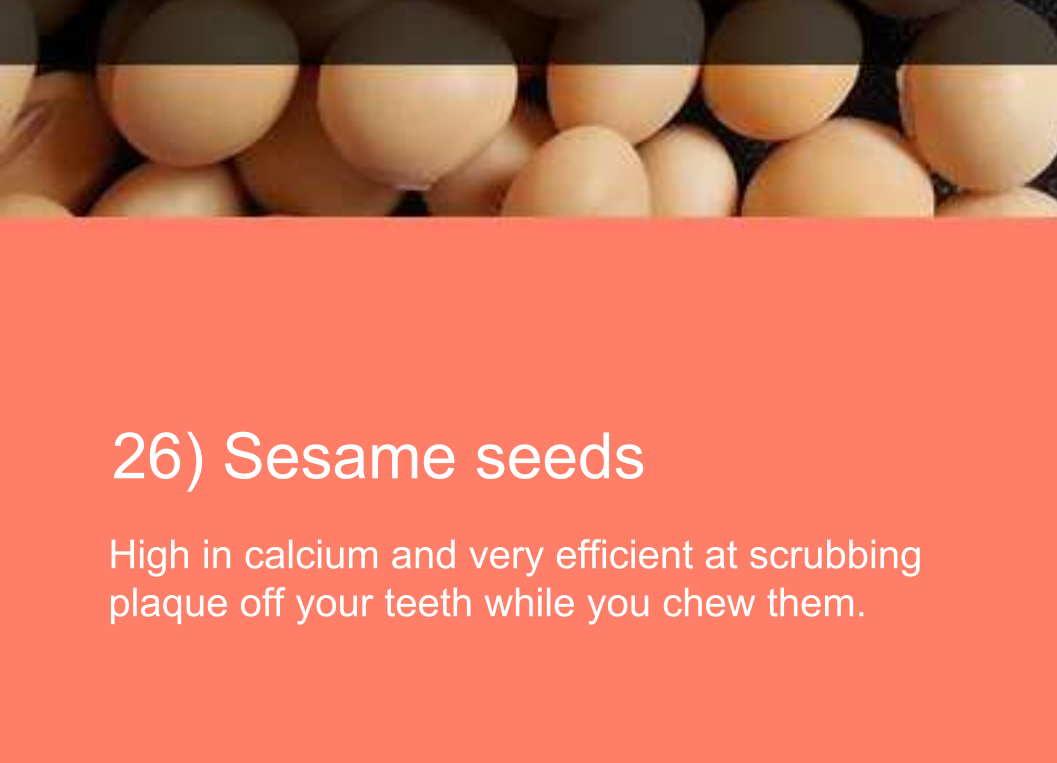 26) Sesame seeds
High in calcium and very efficient at scrubbing
plaque off your teeth while you chew them.